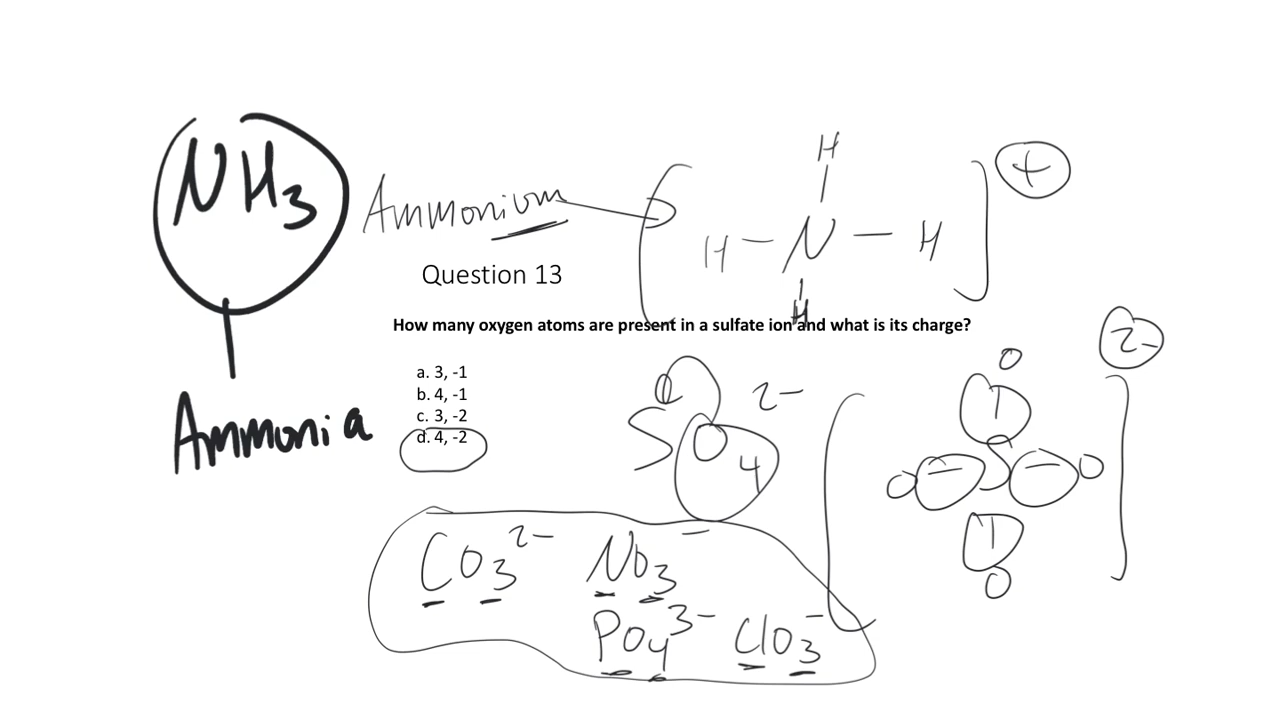 NH3
Ammonia
Ammonium
H
H - N - H
H
+
Question 13
How many oxygen atoms are present in a sulfate ion and what is its charge?
a. 3, -1
b. 4, -1
c. 3, -2
d. 4, -2
SO4 2-
O
O S O
O
2-
CO3 2- NO3 -
PO4 3- ClO3 -